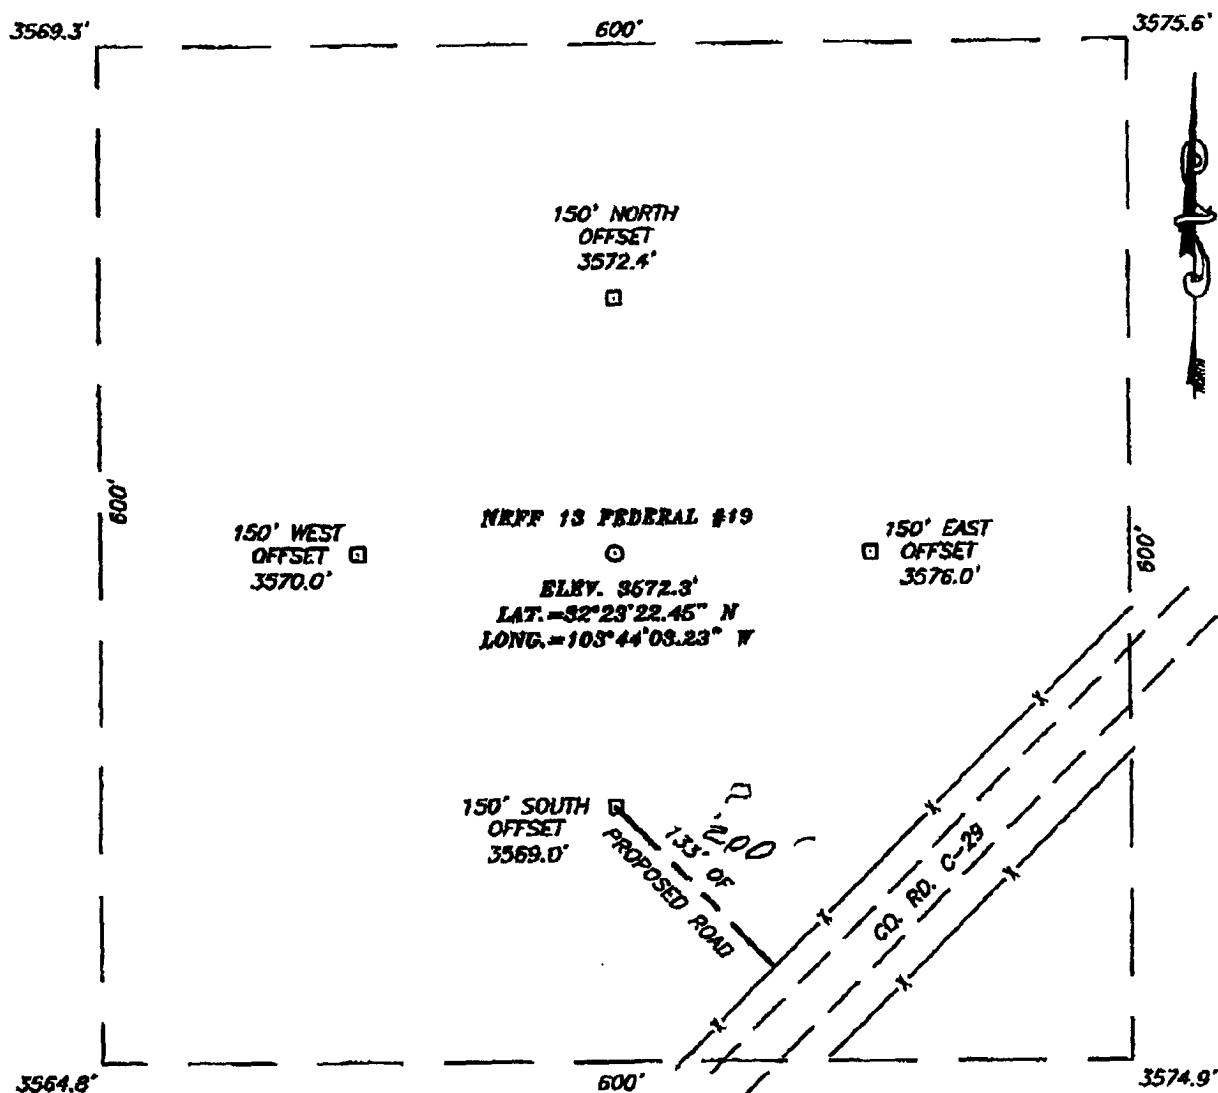 3569.3'
600'
3575.6'
150' NORTH
OFFSET
3572.4'
NORTH
600'
150' WEST
OFFSET
3570.0'
NEFF 13 FEDERAL #19
ELEV. 3572.3'
LAT.=32°23'22.45" N
LONG.=103°44'03.23" W
150' EAST
OFFSET
3576.0'
600'
150' SOUTH
OFFSET
3569.0'
?
200
133' OF
PROPOSED ROAD
CO. RD. C-29
3564.8'
600'
3574.9'